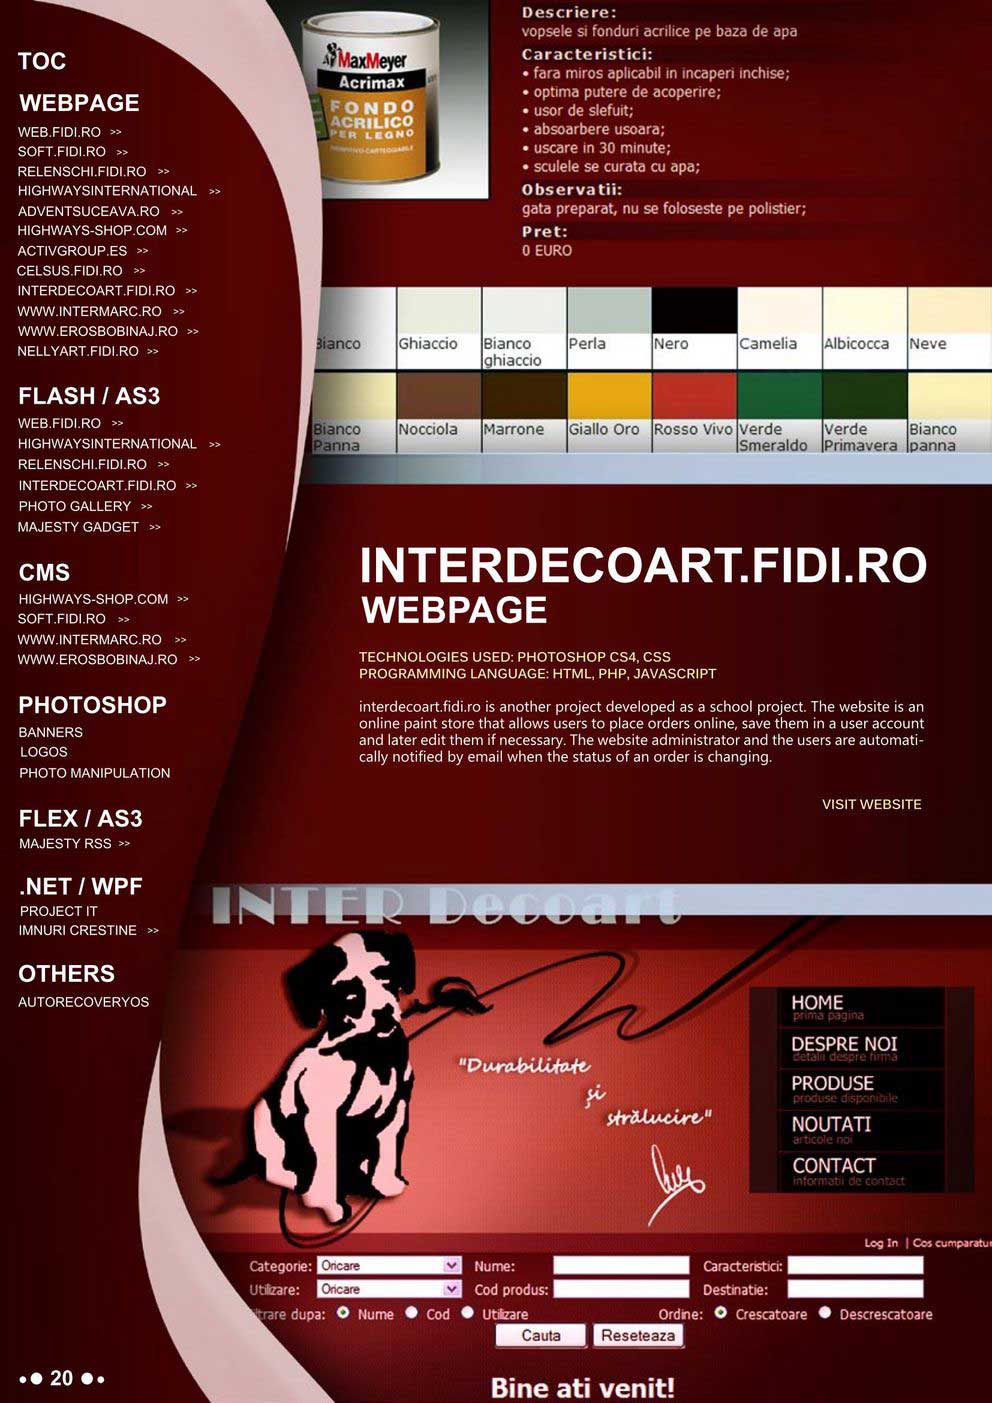 TOC
WEBPAGE
WEB.FIDI.RO >>
SOFT.FIDI.RO >>
RELENSCHI.FIDI.RO >>
HIGHWAYSINTERNATIONAL >>
ADVENTSUCEAVA.RO >>
HIGHWAYS-SHOP.COM >>
ACTIVGROUP.ES >>
CELSUS.FIDI.RO >>
INTERDECOART.FIDI.RO >>
WWW.INTERMARC.RO >>
WWW.EROSBOBINAJ.RO >>
NELLYART.FIDI.RO >>
FLASH / AS3
WEB.FIDI.RO >>
HIGHWAYSINTERNATIONAL >>
RELENSCHI.FIDI.RO >>
INTERDECOART.FIDI.RO >>
PHOTO GALLERY >>
MAJESTY GADGET >>
CMS
HIGHWAYS-SHOP.COM >>
SOFT.FIDI.RO >>
WWW.INTERMARC.RO >>
WWW.EROSBOBINAJ.RO >>
PHOTOSHOP
BANNERS
LOGOS
PHOTO MANIPULATION
FLEX / AS3
MAJESTY RSS >>
.NET / WPF
PROJECT IT
IMNURI CRESTINE >>
OTHERS
AUTORECOVERYOS
20
MaxMeyer
Acrimax
FONDO
ACRILICO
PER LEGNO
Descriere:
vopsele si fonduri acrilice pe baza de apa
Caracteristici:
• fara miros aplicabil in incaperi inchise;
• optima putere de acoperire;
• usor de slefuit;
• absoarbere usoara;
• uscare in 30 minute;
• sculele se curata cu apa;
Observatii:
gata preparat, nu se foloseste pe polistier;
Pret:
0 EURO
Bianco Ghiaccio Bianco ghiaccio Perla Nero Camelia Albicocca Neve
Bianco Panna Nocciola Marrone Giallo Oro Rosso Vivo Verde Smeraldo Verde Primavera Bianco panna
INTERDECOART.FIDI.RO
WEBPAGE
TECHNOLOGIES USED: PHOTOSHOP CS4, CSS
PROGRAMMING LANGUAGE: HTML, PHP, JAVASCRIPT
interdecoart.fidi.ro is another project developed as a school project. The website is an
online paint store that allows users to place orders online, save them in a user account
and later edit them if necessary. The website administrator and the users are automati-
cally notified by email when the status of an order is changing.
VISIT WEBSITE
INTER Decoart
"Durabilitate
și
strălucire"
HOME
prima pagina
DESPRE NOI
detalii despre firma
PRODUSE
produse disponibile
NOUTATI
articole noi
CONTACT
informatii de contact
Log In | Cos cumparatur
Categorie: Oricare Nume: Caracteristici:
Utilizare: Oricare Cod produs: Destinatie:
ltrare dupa: Nume Cod Utilizare Ordine: Crescatoare Descrescatoare
Cauta Reseteaza
Bine ati venit!